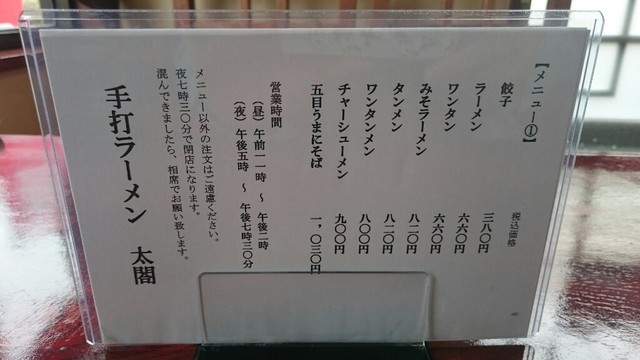 【メニュー①】
税込価格
餃子 三八〇円
ラーメン 六六〇円
ワンタン 六六〇円
みそラーメン 八二〇円
タンメン 八二〇円
ワンタンメン 八〇〇円
チャーシューメン 九〇〇円
五目うまにそば 一、〇三〇円
営業時間
(昼) 午前一一時 ～ 午後二時
(夜) 午後五時 ～ 午後七時三〇分
メニュー以外の注文はご遠慮ください。
夜七時三〇分で閉店になります。
混んできましたら、相席でお願い致します。
手打ラーメン 太閤